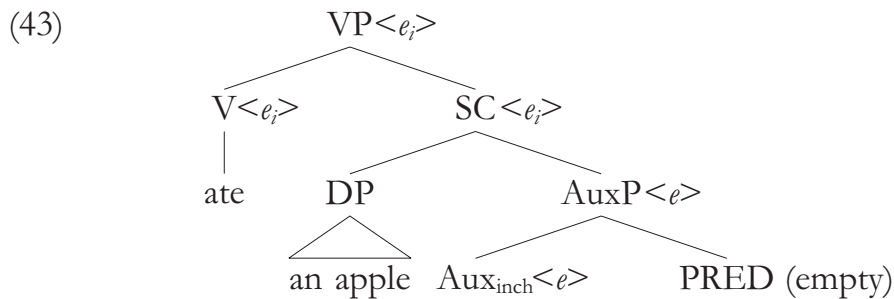 (43) VP<e_i>
V<e_i> SC<e_i>
ate DP AuxP<e>
an apple Aux_inch<e> PRED (empty)